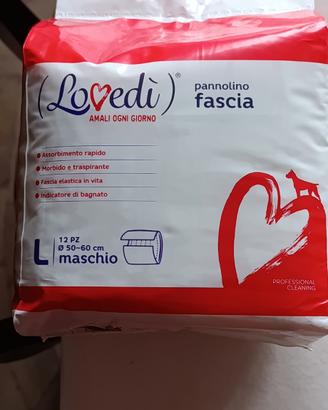 (Lovedì)®
AMALI OGNI GIORNO
pannolino
fascia
Assorbimento rapido
Morbido e traspirante
Fascia elastica in vita
Indicatore di bagnato
L
12 PZ
Ø 50-60 cm
maschio
PROFESSIONAL
CLEANING